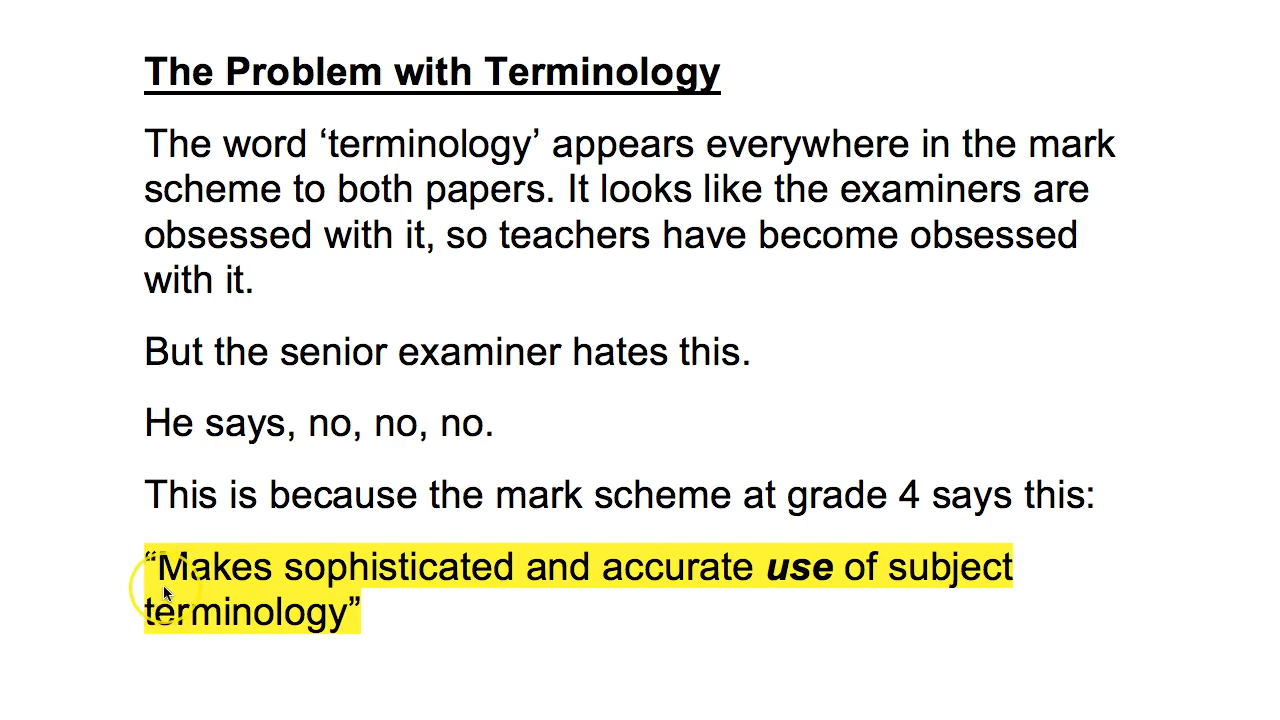 The Problem with Terminology
The word ‘terminology’ appears everywhere in the mark
scheme to both papers. It looks like the examiners are
obsessed with it, so teachers have become obsessed
with it.
But the senior examiner hates this.
He says, no, no, no.
This is because the mark scheme at grade 4 says this:
“Makes sophisticated and accurate use of subject
terminology”